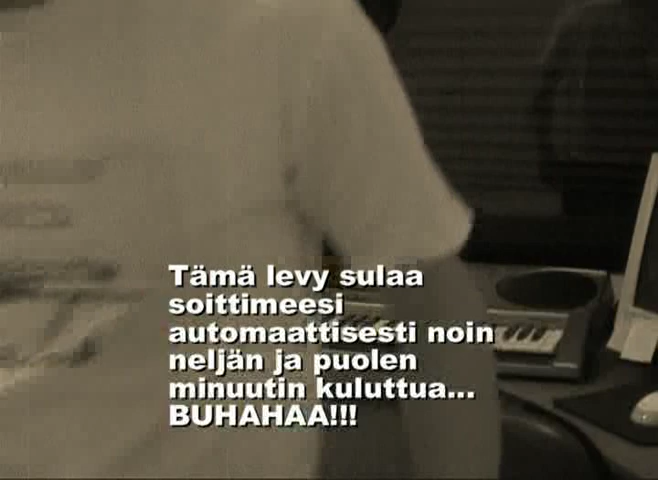 Tämä levy sulaa
soittimeesi
automaattisesti noin
neljän ja puolen
minuutin kuluttua...
BUHAHAA!!!